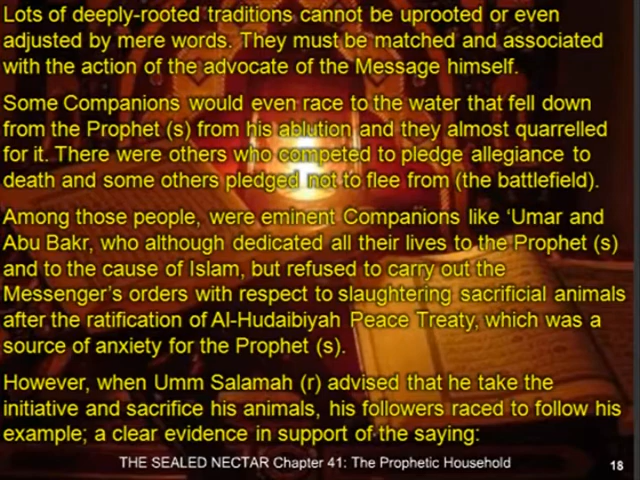 Lots of deeply-rooted traditions cannot be uprooted or even
adjusted by mere words. They must be matched and associated
with the action of the advocate of the Message himself.
Some Companions would even race to the water that fell down
from the Prophet (s) from his ablution and they almost quarrelled
for it. There were others who competed to pledge allegiance to
death and some others pledged not to flee from (the battlefield).
Among those people, were eminent Companions like ‘Umar and
Abu Bakr, who although dedicated all their lives to the Prophet (s)
and to the cause of Islam, but refused to carry out the
Messenger’s orders with respect to slaughtering sacrificial animals
after the ratification of Al-Hudaibiyah Peace Treaty, which was a
source of anxiety for the Prophet (s).
However, when Umm Salamah (r) advised that he take the
initiative and sacrifice his animals, his followers raced to follow his
example; a clear evidence in support of the saying:
THE SEALED NECTAR Chapter 41: The Prophetic Household
18